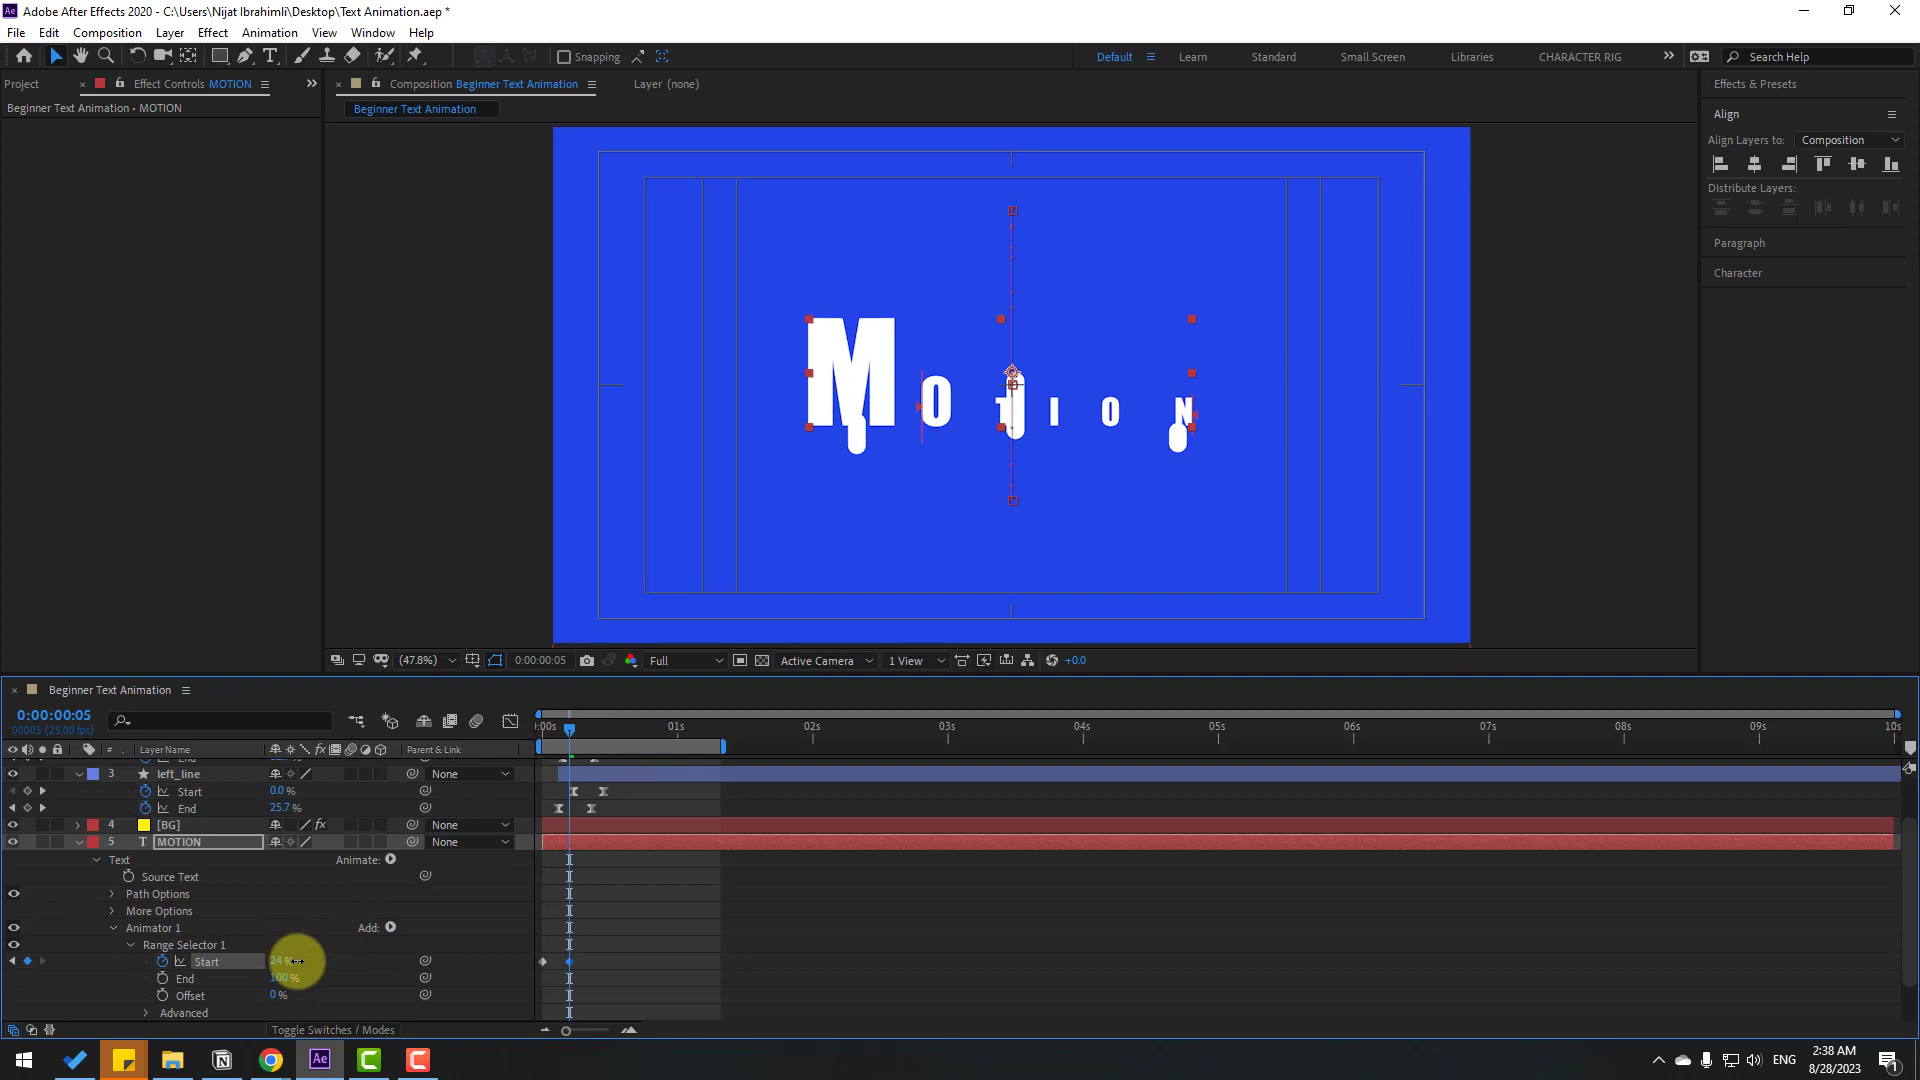 Adobe After Effects 2020 - C:\Users\Nijat Ibrahimli\Desktop\Text Animation.aep *
File Edit Composition Layer Effect Animation View Window Help
Snapping
Default Learn Standard Small Screen Libraries CHARACTER RIG Search Help
Project Effect Controls MOTION Composition Beginner Text Animation Layer (none) Effects & Presets
Beginner Text Animation • MOTION
Beginner Text Animation
Align
Align Layers to: Composition
Distribute Layers:
Paragraph
Character
MOTION
(47.8%) 0:00:00:05 Full Active Camera 1 View +0.0
Beginner Text Animation
0:00:00:05
00005 (25.00 fps)
:00s 01s 02s 03s 04s 05s 06s 07s 08s 09s 10s
# Layer Name Parent & Link
3 left_line None
Start 0.0 %
End 25.7 %
4 [BG] None
5 T MOTION None
Text Animate:
Source Text
Path Options
More Options
Animator 1 Add:
Range Selector 1
Start 24 %
End 100 %
Offset 0 %
Advanced
Toggle Switches / Modes
ENG
2:38 AM
8/28/2023
1